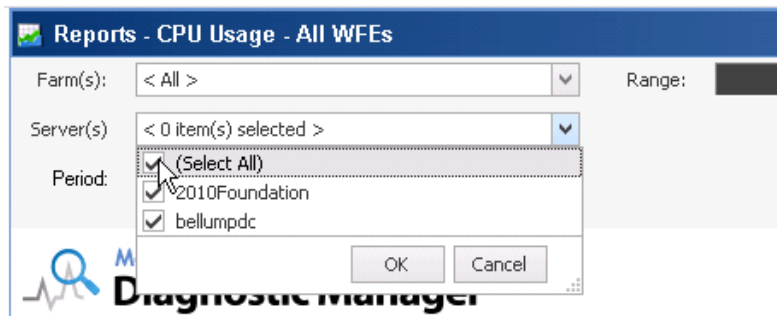 Reports - CPU Usage - All WFEs
Farm(s): < All > Range:
Server(s) < 0 item(s) selected >
(Select All)
Period:
2010Foundation
bellumpdc
OK Cancel
M
Diagnostic Manager